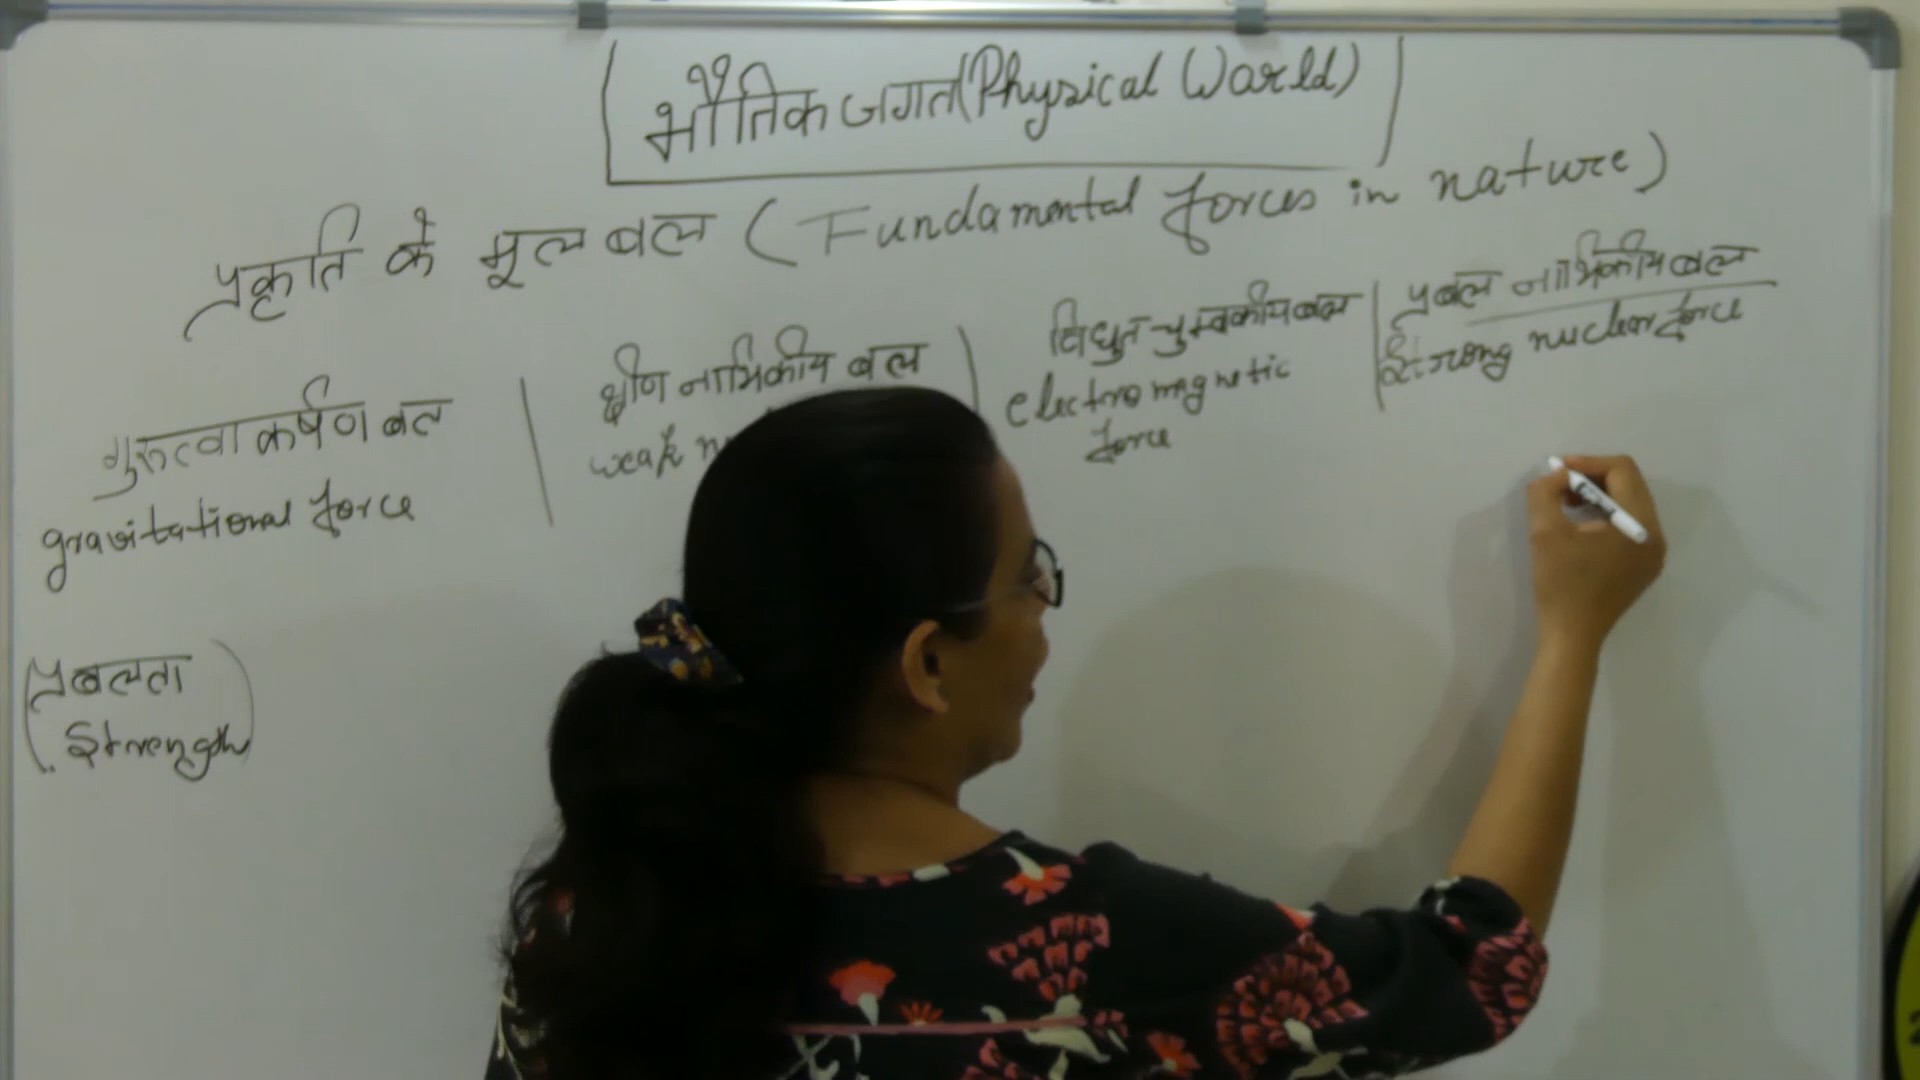 भौतिक जगत (Physical World)
प्रकृति के मूल बल (Fundamental forces in nature)
गुरुत्वाकर्षण बल
gravitational force
क्षीण नाभिकीय बल
weak
विद्युत चुम्बकीय बल
electromagnetic
force
प्रबल नाभिकीय बल
Strong nuclear force
(प्रबलता
Strength)